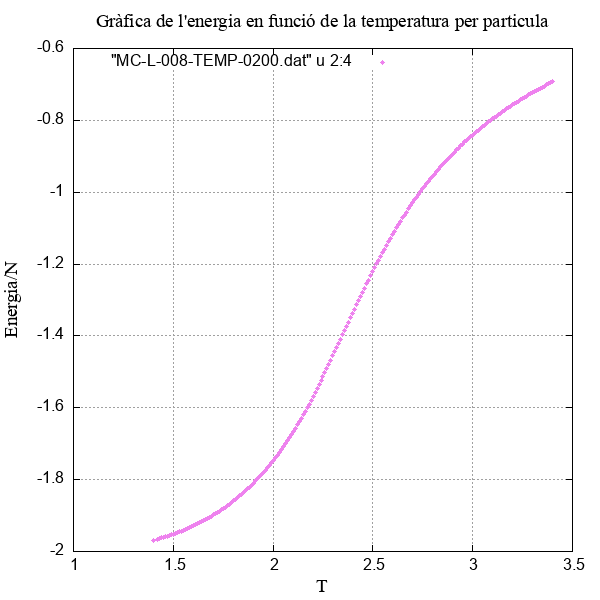 Gràfica de l'energia en funció de la temperatura per particula
"MC-L-008-TEMP-0200.dat" u 2:4
-0.6
-0.8
-1
-1.2
-1.4
-1.6
-1.8
-2
Energia/N
1 1.5 2 2.5 3 3.5
T